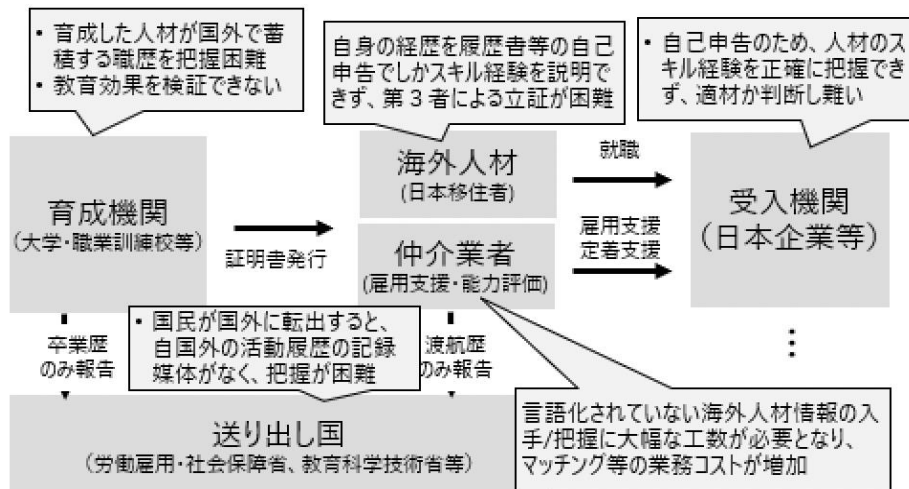 • 育成した人材が国外で蓄
積する職歴を把握困難
• 教育効果を検証できない
自身の経歴を履歴書等の自己
申告でしかスキル経験を説明で
きず、第３者による立証が困難
• 自己申告のため、人材のス
キル経験を正確に把握でき
ず、適材か判断し難い
育成機関
(大学・職業訓練校等)
証明書発行
海外人材
(日本移住者)
仲介業者
(雇用支援・能力評価)
就職
雇用支援
定着支援
受入機関
(日本企業等)
卒業歴
のみ報告
• 国民が国外に転出すると、
自国外の活動履歴の記録
媒体がなく、把握が困難
渡航歴
のみ報告
送り出し国
(労働雇用・社会保障省、教育科学技術省等)
言語化されていない海外人材情報の入
手/把握に大幅な工数が必要となり、
マッチング等の業務コストが増加